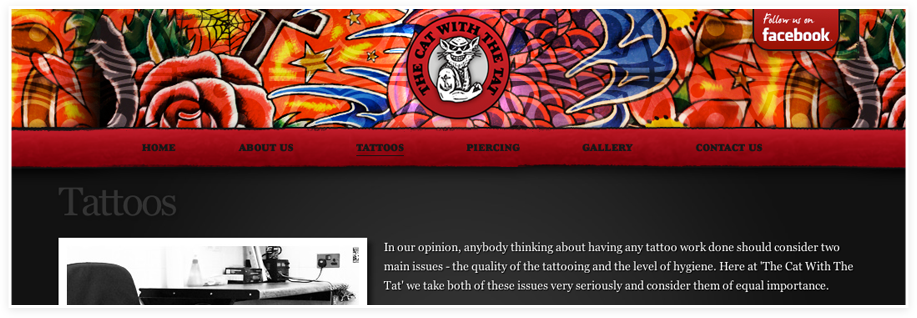 Follow us on
facebook
THE CAT WITH THE TAT
HOME ABOUT US TATTOOS PIERCING GALLERY CONTACT US
Tattoos
In our opinion, anybody thinking about having any tattoo work done should consider two
main issues - the quality of the tattooing and the level of hygiene. Here at 'The Cat With The
Tat' we take both of these issues very seriously and consider them of equal importance.